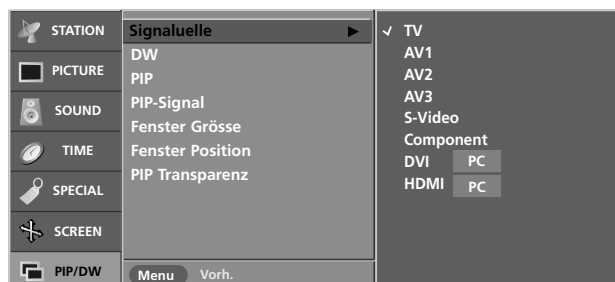 STATION
PICTURE
SOUND
TIME
SPECIAL
SCREEN
PIP/DW
Signaluelle
DW
PIP
PIP-Signal
Fenster Grösse
Fenster Position
PIP Transparenz
Menu Vorh.
TV
AV1
AV2
AV3
S-Video
Component
DVI PC
HDMI PC